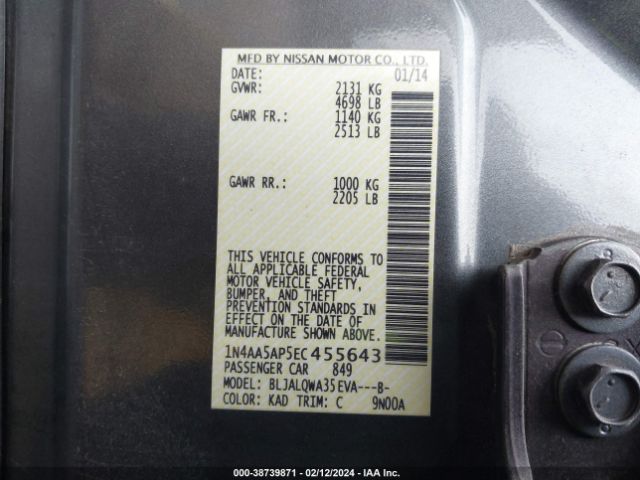 MFD BY NISSAN MOTOR CO., LTD.
DATE: 01/14
GVWR: 2131 KG
4698 LB
GAWR FR.: 1140 KG
2513 LB
GAWR RR.: 1000 KG
2205 LB
THIS VEHICLE CONFORMS TO
ALL APPLICABLE FEDERAL
MOTOR VEHICLE SAFETY,
BUMPER, AND THEFT
PREVENTION STANDARDS IN
EFFECT ON THE DATE OF
MANUFACTURE SHOWN ABOVE.
1N4AA5AP5EC455643
PASSENGER CAR 849
MODEL: BLJALQWA35EVA---B-
COLOR: KAD TRIM: C 9N00A
000-38739871 - 02/12/2024 - IAA Inc.